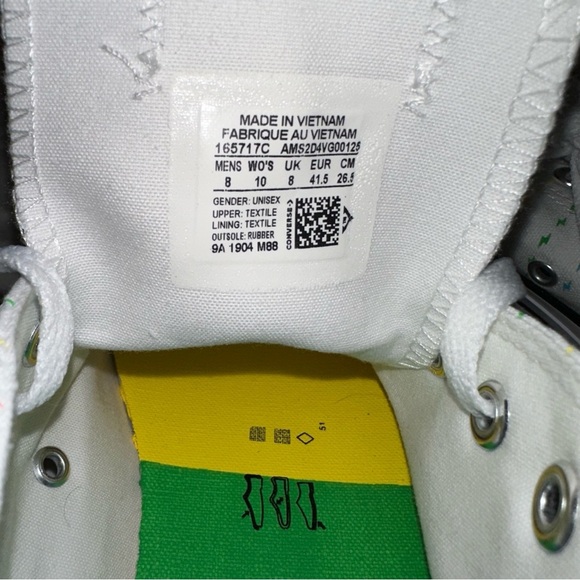 MADE IN VIETNAM
FABRIQUE AU VIETNAM
165717C AMS2D4VG00125
MENS WO'S UK EUR CM
8 10 8 41.5 26.5
GENDER: UNISEX
UPPER: TEXTILE
LINING: TEXTILE
OUTSOLE: RUBBER
9A 1904 M88
CONVERSE
51